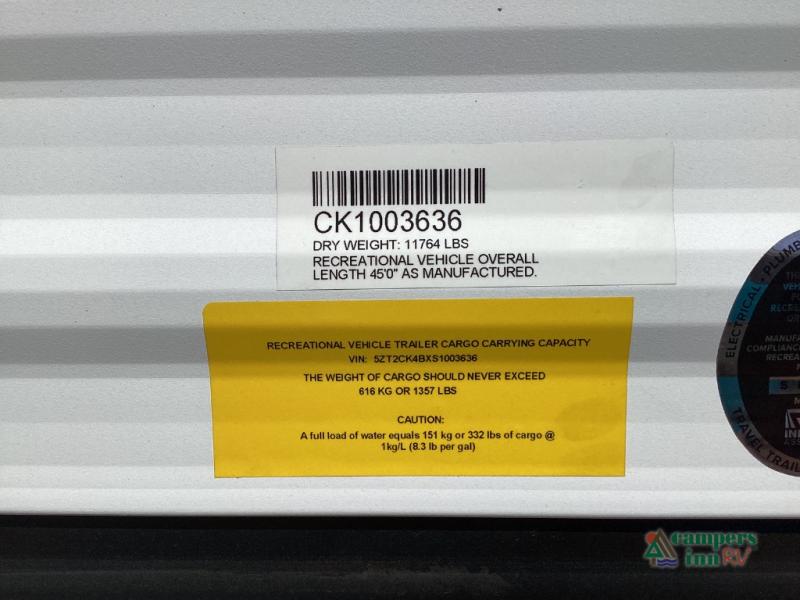 CK1003636
DRY WEIGHT: 11764 LBS
RECREATIONAL VEHICLE OVERALL
LENGTH 45'0" AS MANUFACTURED.
RECREATIONAL VEHICLE TRAILER CARGO CARRYING CAPACITY
VIN: 5ZT2CK4BXS1003636
THE WEIGHT OF CARGO SHOULD NEVER EXCEED
616 KG OR 1357 LBS
CAUTION:
A full load of water equals 151 kg or 332 lbs of cargo @
1kg/L (8.3 lb per gal)
ELECTRICAL • PLUMB
MANUFA
COMPLIANCE
RECREA
TRAVEL TRAIL
campers
inn RV